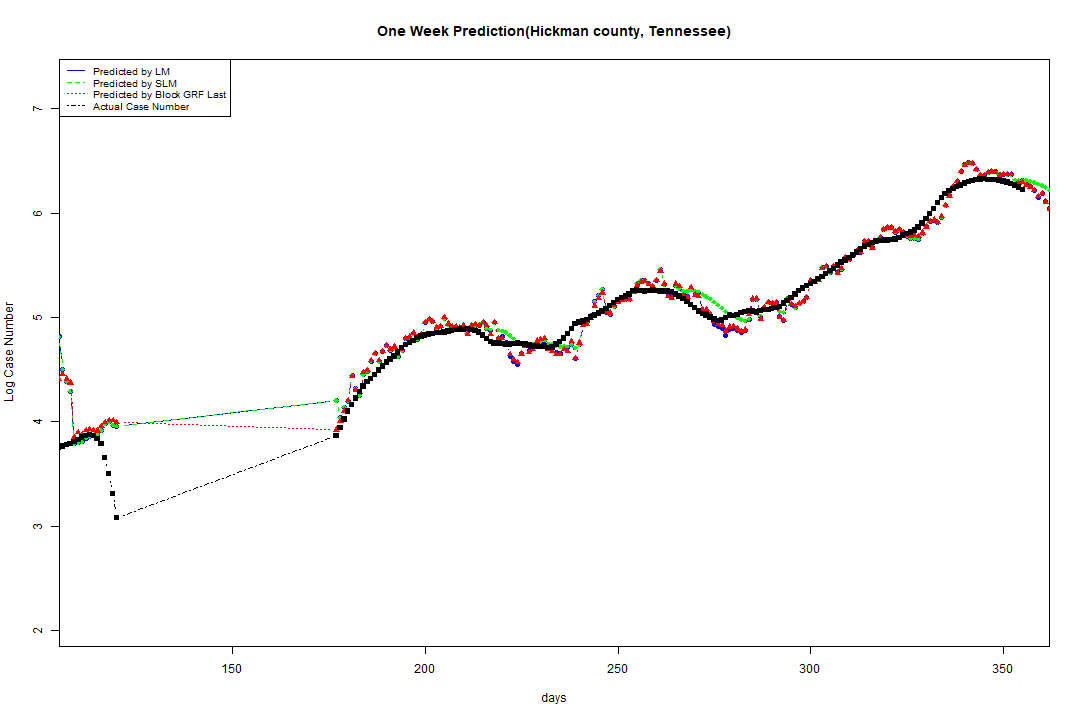 One Week Prediction(Hickman county, Tennessee)
Predicted by LM
Predicted by SLM
Predicted by Block GRF Last
Actual Case Number
7
6
5
4
3
2
Log Case Number
150
200
250
300
350
days